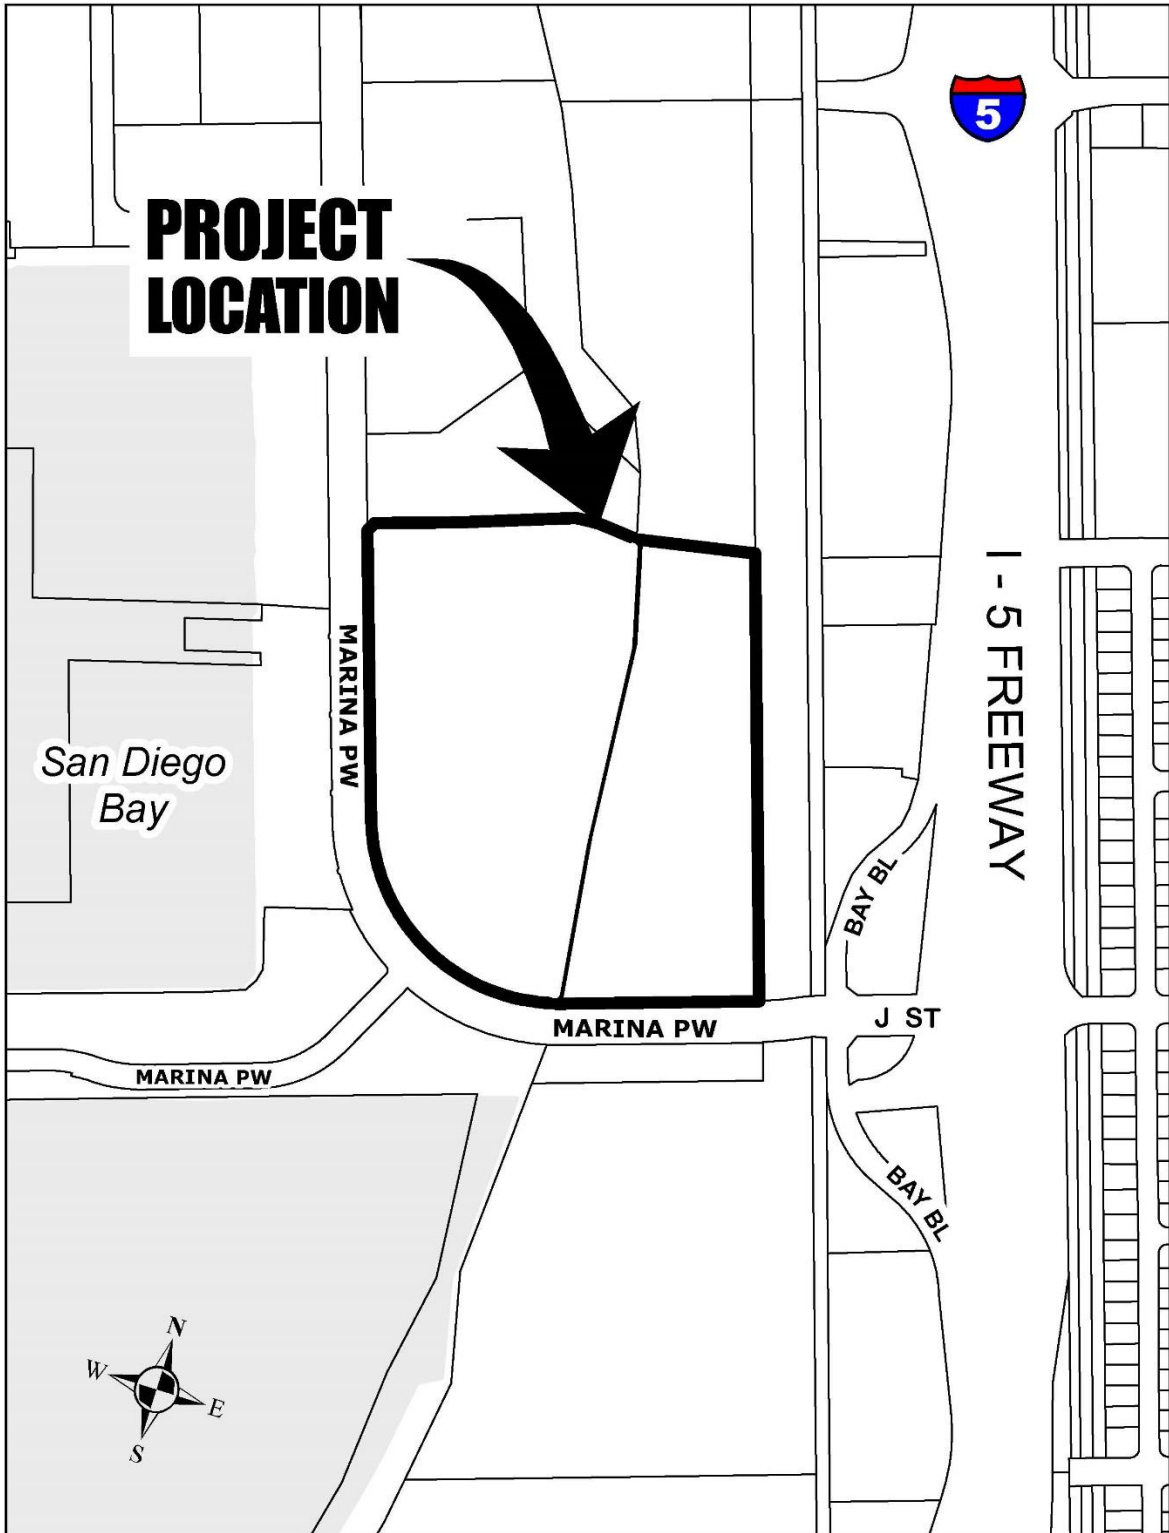 5
PROJECT
LOCATION
I - 5 FREEWAY
MARINA PW
San Diego
Bay
BAY BL
J ST
MARINA PW
MARINA PW
BAY BL
N
W
E
S